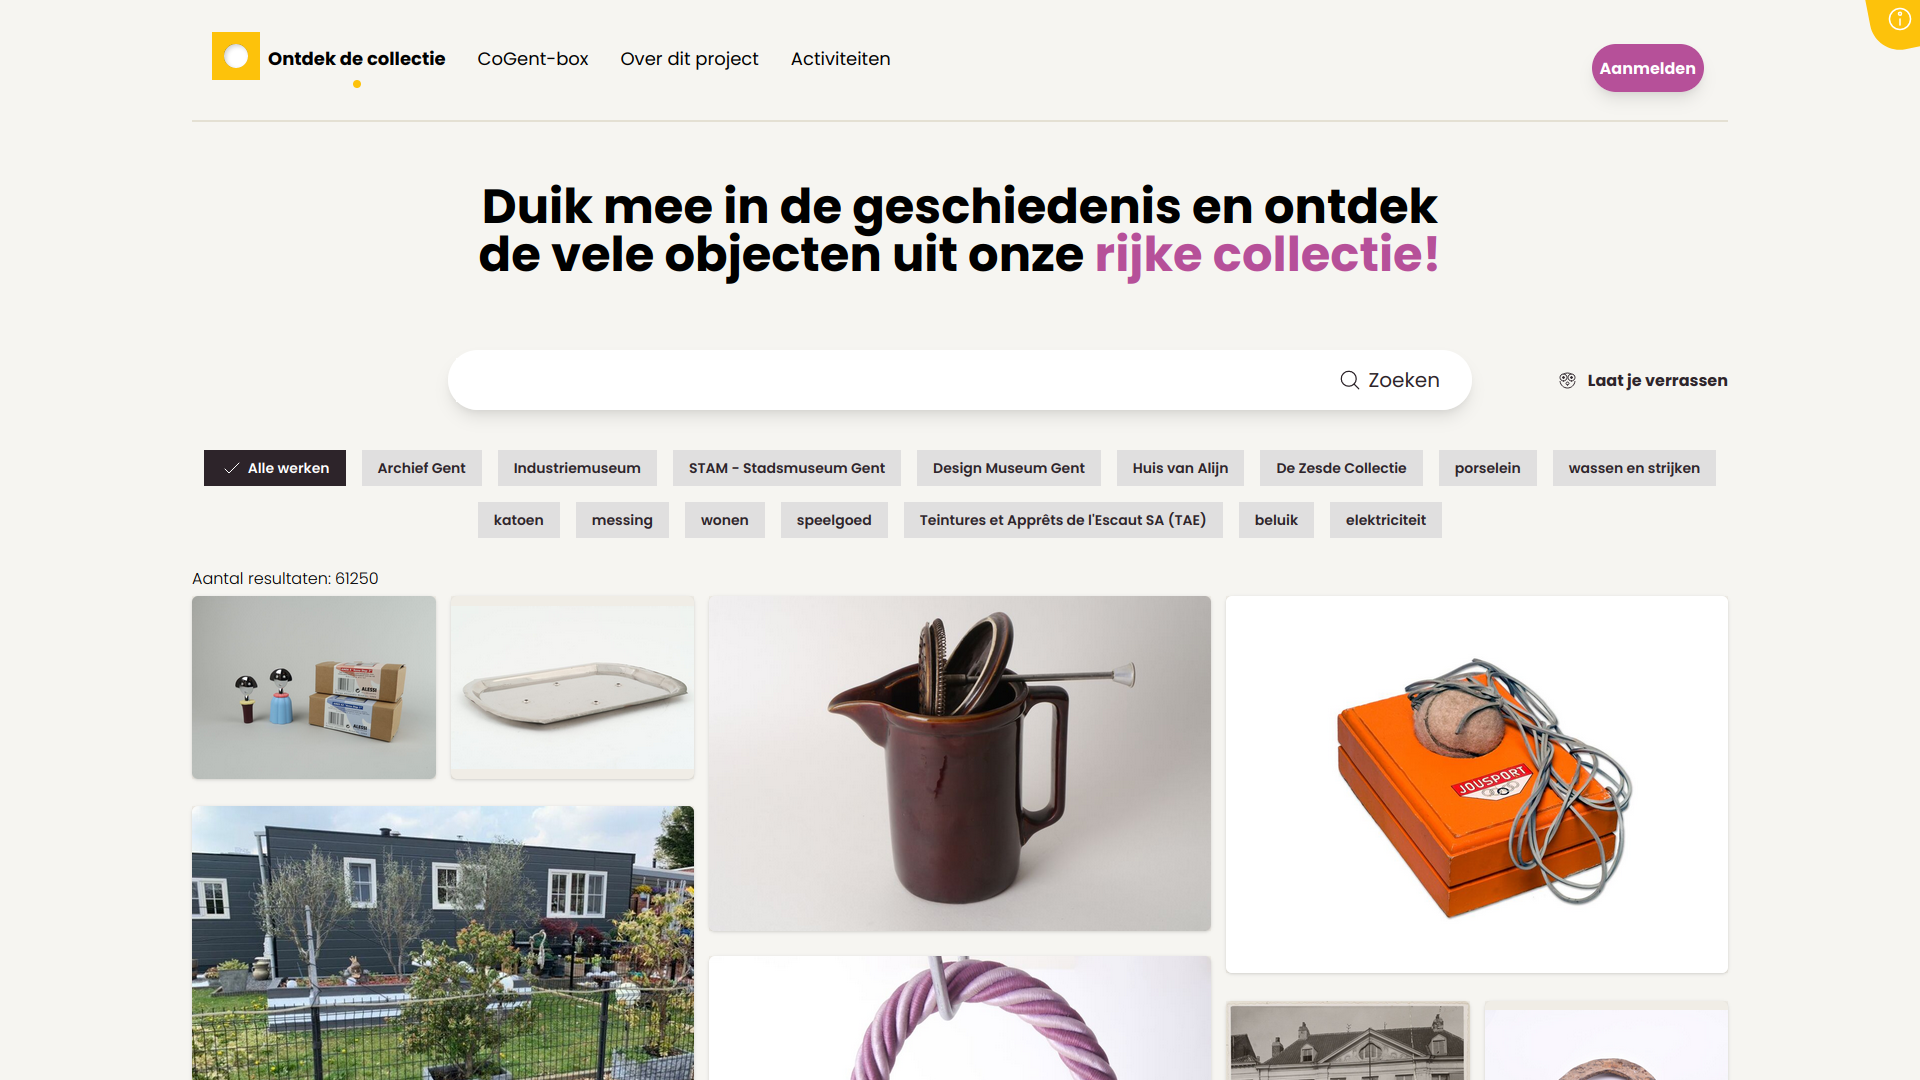 Ontdek de collectie
CoGent-box
Over dit project
Activiteiten
Aanmelden
Duik mee in de geschiedenis en ontdek
de vele objecten uit onze rijke collectie!
Zoeken
Laat je verrassen
Alle werken
Archief Gent
Industriemuseum
STAM - Stadsmuseum Gent
Design Museum Gent
Huis van Alijn
De Zesde Collectie
porselein
wassen en strijken
katoen
messing
wonen
speelgoed
Teintures et Apprêts de l'Escaut SA (TAE)
beluik
elektriciteit
Aantal resultaten: 61250
ALESSI
ALESSI
JOUSPORT